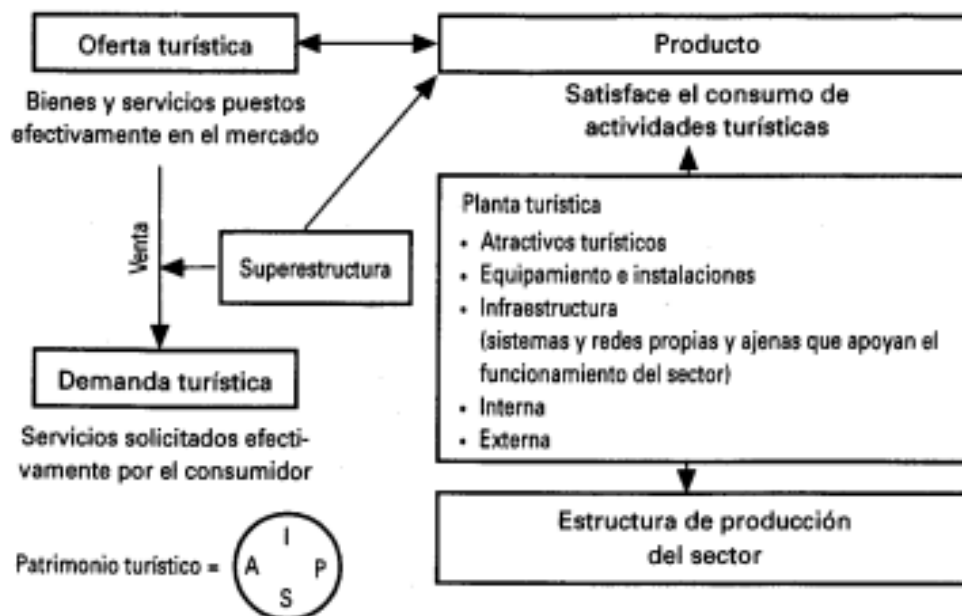 Oferta turística
Bienes y servicios puestos
efectivamente en el mercado
Venta
Superestructura
Demanda turística
Servicios solicitados efecti-
vamente por el consumidor
Patrimonio turístico =
I
A P
S
Producto
Satisface el consumo de
actividades turísticas
Planta turística
• Atractivos turísticos
• Equipamiento e instalaciones
• Infraestructura
(sistemas y redes propias y ajenas que apoyan el
funcionamiento del sector)
• Interna
• Externa
Estructura de producción
del sector